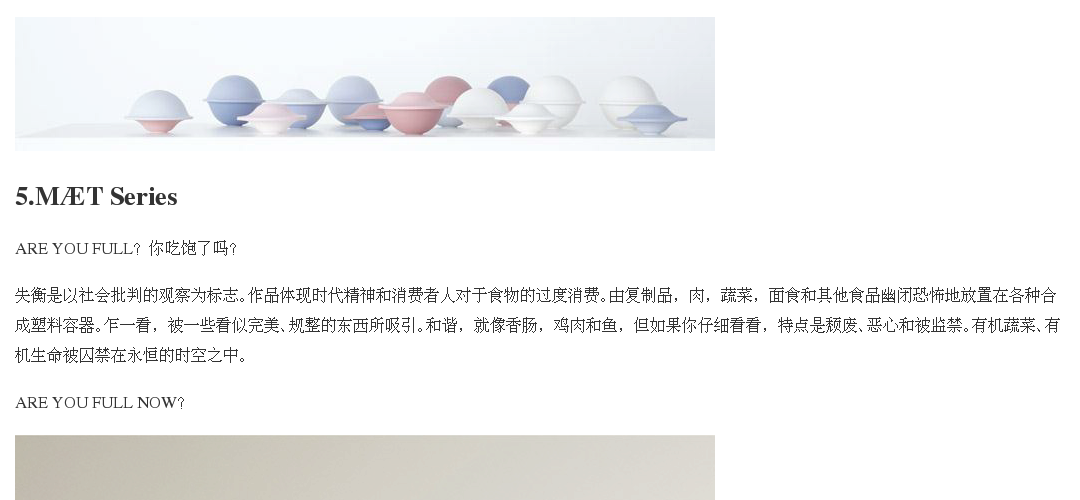 5.MÆT Series
ARE YOU FULL？你吃饱了吗？
失衡是以社会批判的观察为标志。作品体现时代精神和消费者人对于食物的过度消费。由复制品，肉，蔬菜，面食和其他食品幽闭恐怖地放置在各种合
成塑料容器。乍一看，被一些看似完美、规整的东西所吸引。和谐，就像香肠，鸡肉和鱼，但如果你仔细看看，特点是颓废、恶心和被监禁。有机蔬菜、有
机生命被囚禁在永恒的时空之中。
ARE YOU FULL NOW？